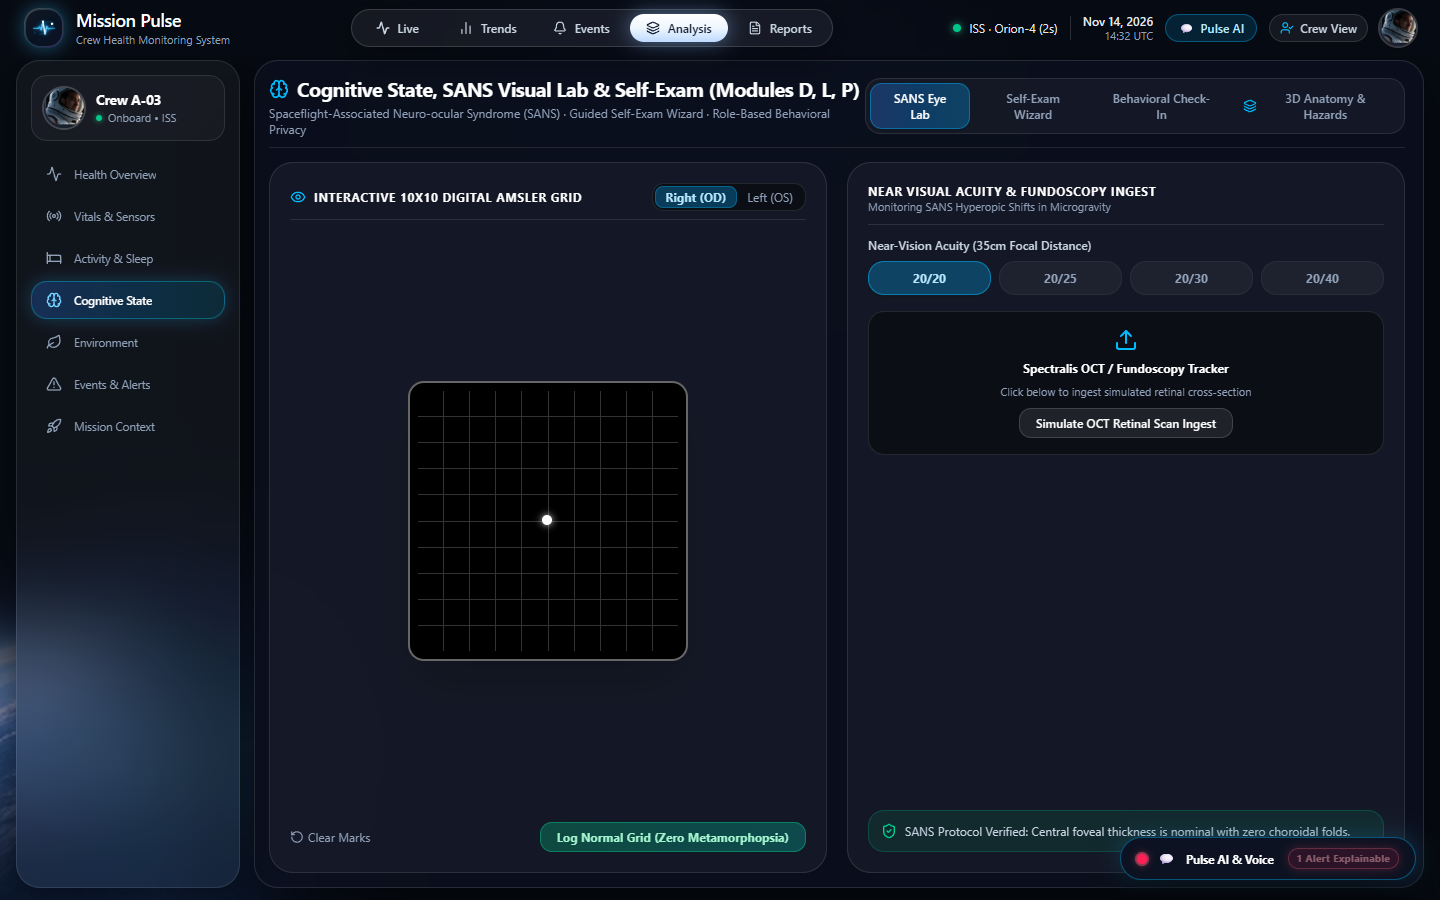 Mission Pulse
Crew Health Monitoring System
Live
Trends
Events
Analysis
Reports
ISS · Orion-4 (2s)
Nov 14, 2026
14:32 UTC
Pulse AI
Crew View
Crew A-03
Onboard • ISS
Health Overview
Vitals & Sensors
Activity & Sleep
Cognitive State
Environment
Events & Alerts
Mission Context
Cognitive State, SANS Visual Lab & Self-Exam (Modules D, L, P)
Spaceflight-Associated Neuro-ocular Syndrome (SANS) · Guided Self-Exam Wizard · Role-Based Behavioral
Privacy
SANS Eye
Lab
Self-Exam
Wizard
Behavioral Check-
In
3D Anatomy &
Hazards
INTERACTIVE 10X10 DIGITAL AMSLER GRID
Right (OD)
Left (OS)
Clear Marks
Log Normal Grid (Zero Metamorphopsia)
NEAR VISUAL ACUITY & FUNDOSCOPY INGEST
Monitoring SANS Hyperopic Shifts in Microgravity
Near-Vision Acuity (35cm Focal Distance)
20/20
20/25
20/30
20/40
Spectralis OCT / Fundoscopy Tracker
Click below to ingest simulated retinal cross-section
Simulate OCT Retinal Scan Ingest
SANS Protocol Verified: Central foveal thickness is nominal with zero choroidal folds.
Pulse AI & Voice
1 Alert Explainable